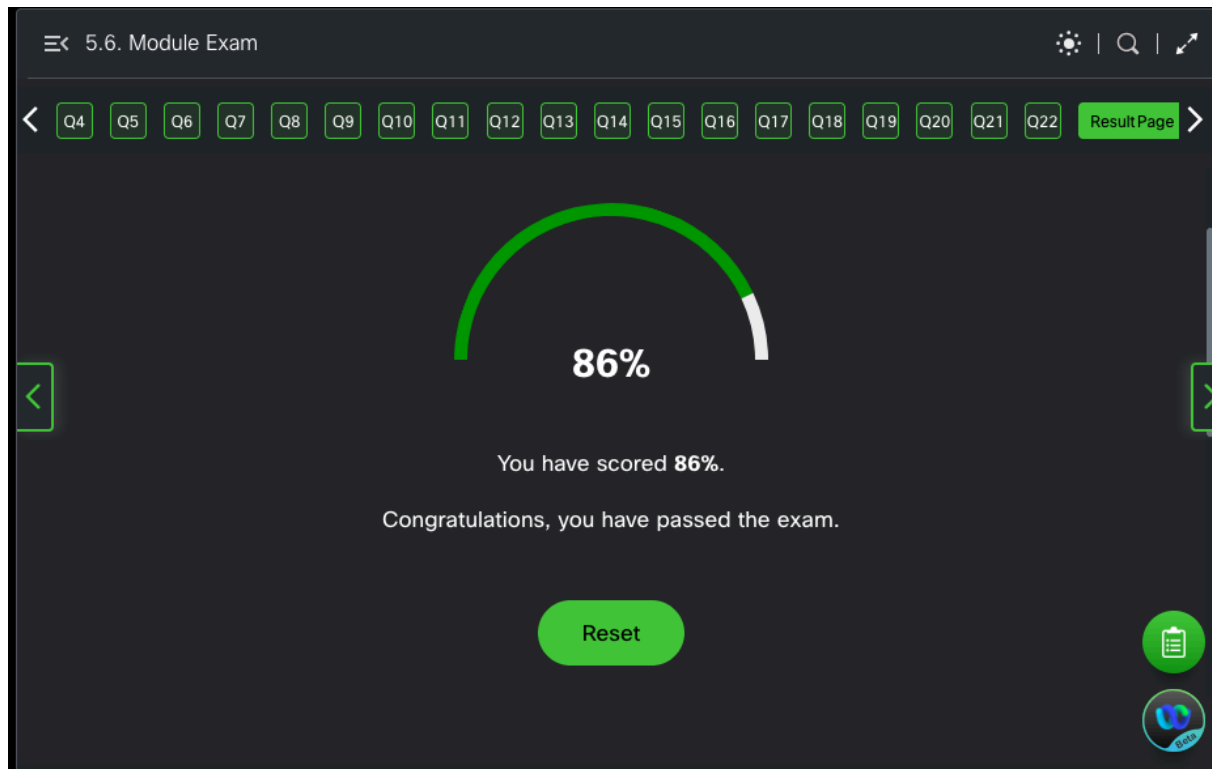 5.6. Module Exam
Q4 Q5 Q6 Q7 Q8 Q9 Q10 Q11 Q12 Q13 Q14 Q15 Q16 Q17 Q18 Q19 Q20 Q21 Q22 Result Page
86%
You have scored 86%.
Congratulations, you have passed the exam.
Reset
Beta